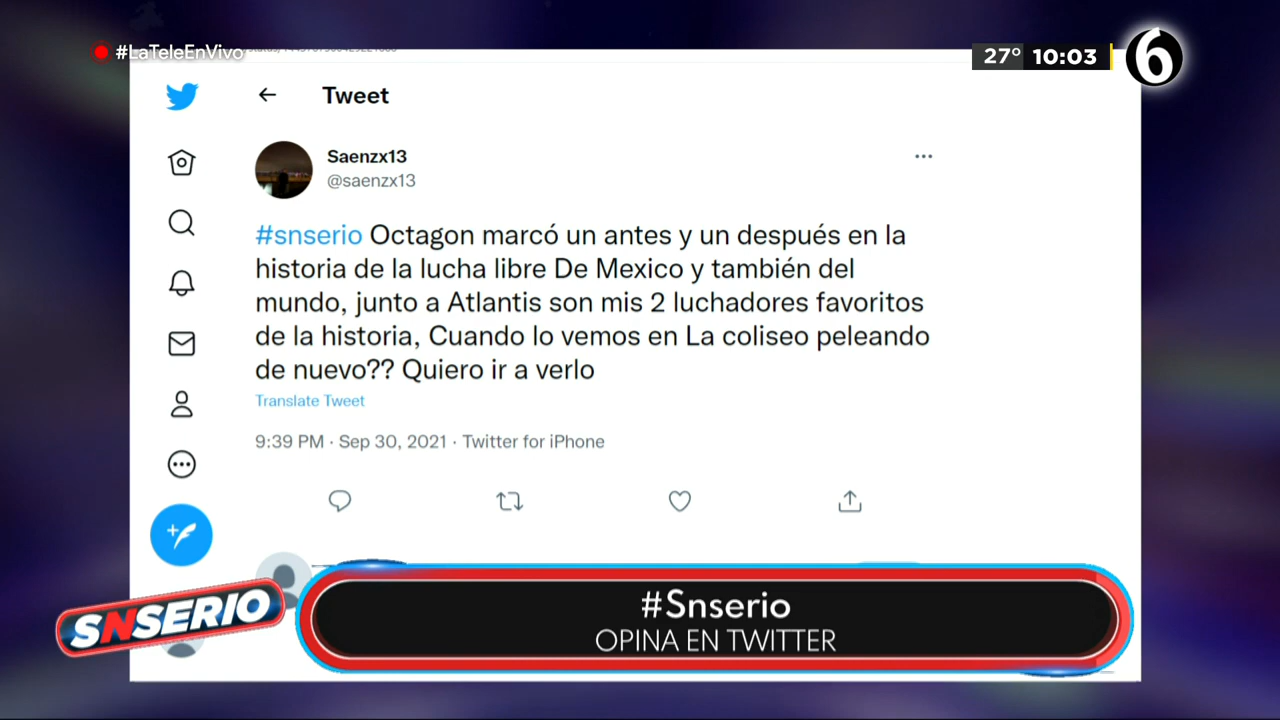 #LaTeleEnVivo
27° 10:03
6
Tweet
Saenzx13
@saenzx13
#snserio Octagon marcó un antes y un después en la
historia de la lucha libre De Mexico y también del
mundo, junto a Atlantis son mis 2 luchadores favoritos
de la historia, Cuando lo vemos en La coliseo peleando
de nuevo?? Quiero ir a verlo
Translate Tweet
9:39 PM · Sep 30, 2021 · Twitter for iPhone
SNSERIO
#Snserio
OPINA EN TWITTER